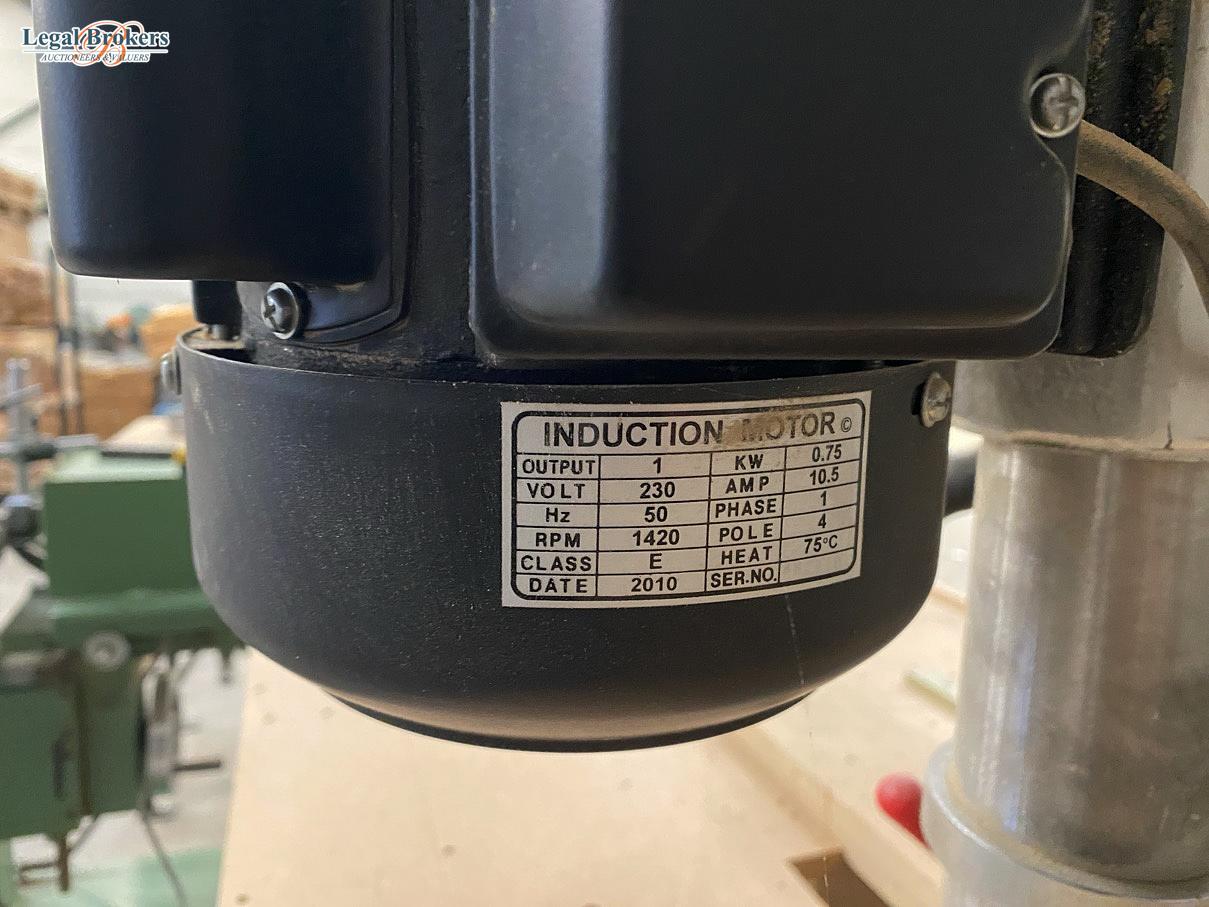 Legal Brokers
AUCTIONEERS & VALUERS
INDUCTION MOTOR ©
OUTPUT 1 KW 0.75
VOLT 230 AMP 10.5
Hz 50 PHASE 1
RPM 1420 POLE 4
CLASS E HEAT 75°C
DATE 2010 SER.NO.